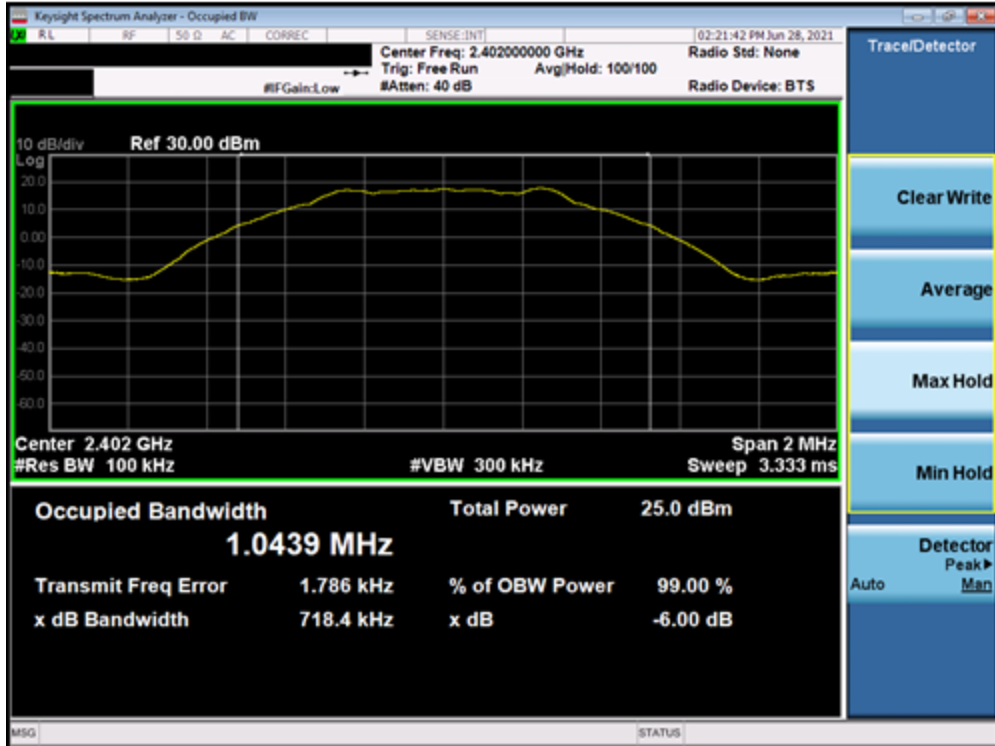 Keysight Spectrum Analyzer - Occupied BW
RL RF 50 Ω AC CORREC SENSE:INT 02:21:42 PM Jun 28, 2021
Center Freq: 2.402000000 GHz Radio Std: None
Trig: Free Run Avg|Hold: 100/100
#IFGain:Low #Atten: 40 dB Radio Device: BTS
10 dB/div Ref 30.00 dBm
Log
20.0
10.0
0.00
-10.0
-20.0
-30.0
-40.0
-50.0
-60.0
Center 2.402 GHz Span 2 MHz
#Res BW 100 kHz #VBW 300 kHz Sweep 3.333 ms
Occupied Bandwidth Total Power 25.0 dBm
1.0439 MHz
Transmit Freq Error 1.786 kHz % of OBW Power 99.00 %
x dB Bandwidth 718.4 kHz x dB -6.00 dB
MSG STATUS
Trace/Detector
Clear Write
Average
Max Hold
Min Hold
Detector
Peak▶
Auto Man